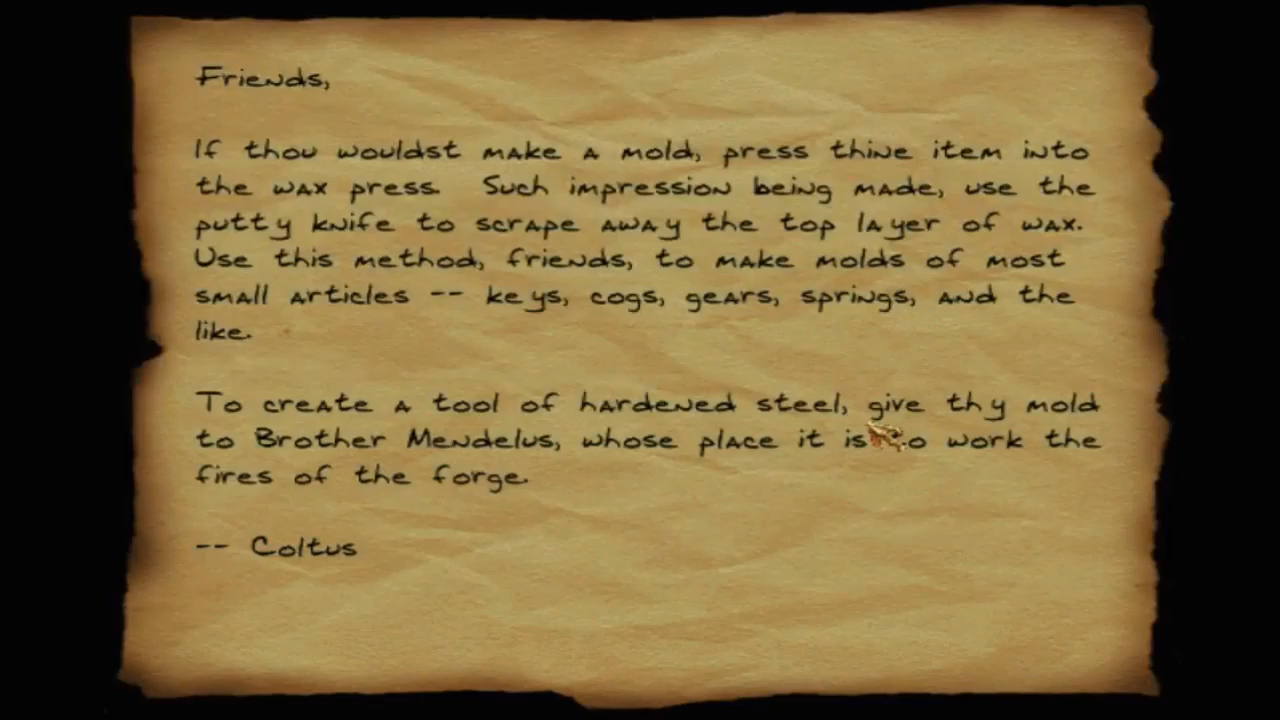 Friends,
If thou wouldst make a mold, press thine item into
the wax press. Such impression being made, use the
putty knife to scrape away the top layer of wax.
Use this method, friends, to make molds of most
small articles -- keys, cogs, gears, springs, and the
like.
To create a tool of hardened steel, give thy mold
to Brother Mendelus, whose place it is to work the
fires of the forge.
-- Coltus